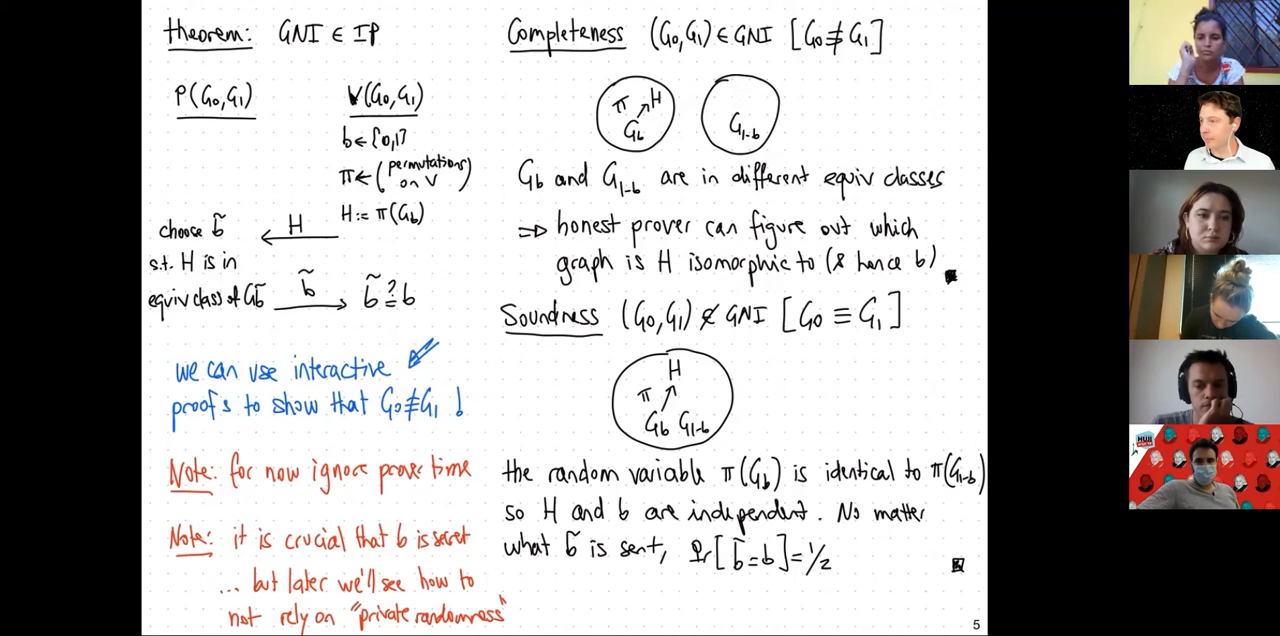 theorem: GNI ∈ IP
P(G0,G1)
V(G0,G1)
b←{0,1}
π←(permutations on V)
H:=π(Gb)
choose b̃
H
s.t. H is in
equiv class of Gb̃
b̃
b̃ ?= b
we can use interactive
proofs to show that G0≢G1 !
Note: for now ignore prover time
Note: it is crucial that b is secret
... but later we'll see how to
not rely on "private randomness"
Completeness (G0,G1) ∈ GNI [G0≢G1]
π H
Gb
G1-b
Gb and G1-b are in different equiv classes
⇒ honest prover can figure out which
graph is H isomorphic to (& hence b)
Soundness (G0,G1) ∉ GNI [G0 ≡ G1]
H
π
Gb G1-b
the random variable π(Gb) is identical to π(G1-b)
so H and b are independent. No matter
what b̃ is sent, Pr[b̃=b]=1/2
5
HUJI